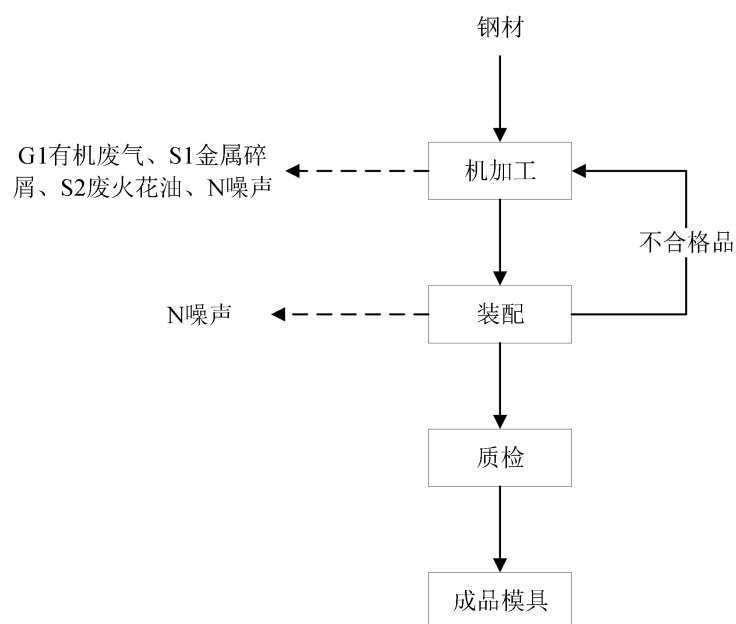 钢材
G1有机废气、S1金属碎
屑、S2废火花油、N噪声
机加工
不合格品
N噪声
装配
质检
成品模具